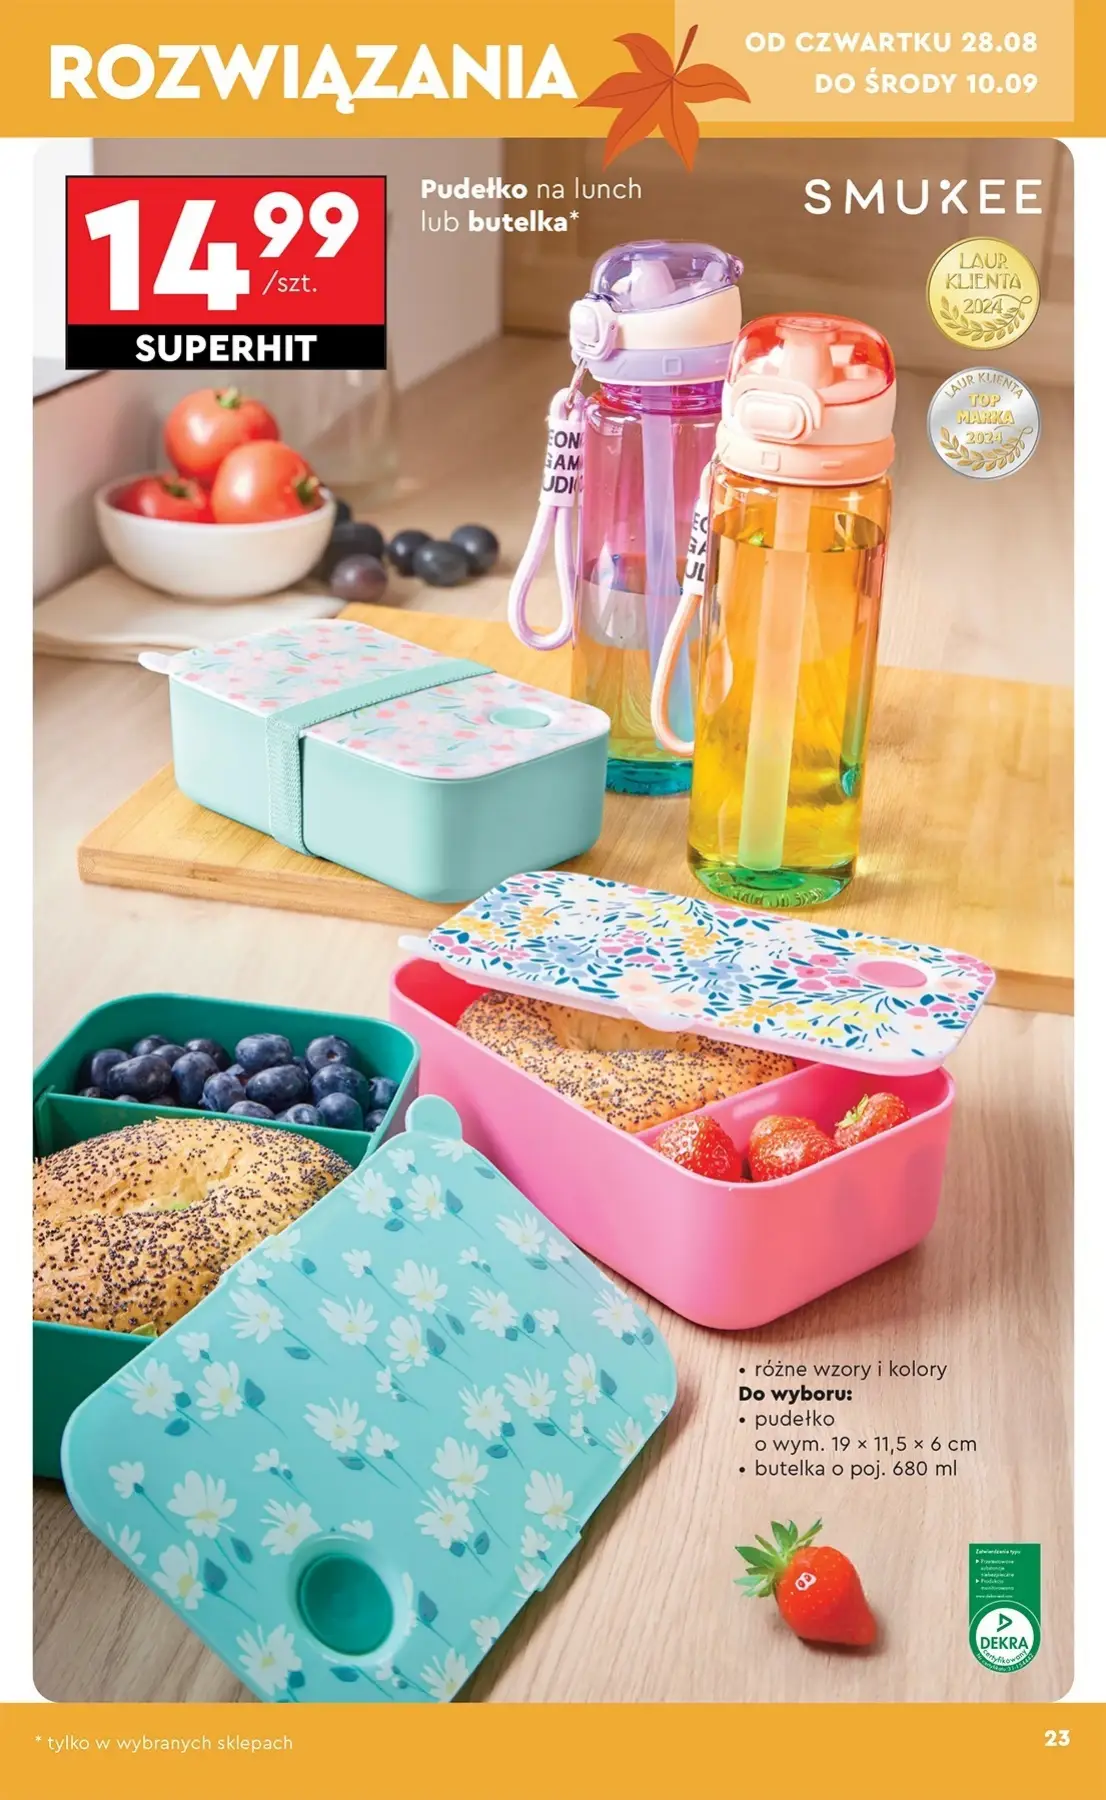 ROZWIĄZANIA
OD CZWARTKU 28.08
DO ŚRODY 10.09
14 99
/szt.
SUPERHIT
Pudełko na lunch
lub butelka*
SMUKEE
LAUR
KLIENTA
2024
LAUR KLIENTA
TOP
MARKA
2024
• różne wzory i kolory
Do wyboru:
• pudełko
o wym. 19 × 11,5 × 6 cm
• butelka o poj. 680 ml
DEKRA
certyfikowany
* tylko w wybranych sklepach
23